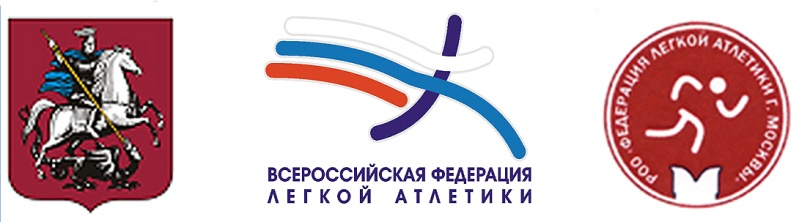 ВСЕРОССИЙСКАЯ ФЕДЕРАЦИЯ
ЛЕГКОЙ АТЛЕТИКИ
РОО "ФЕДЕРАЦИЯ ЛЕГКОЙ АТЛЕТИКИ Г. МОСКВЫ"